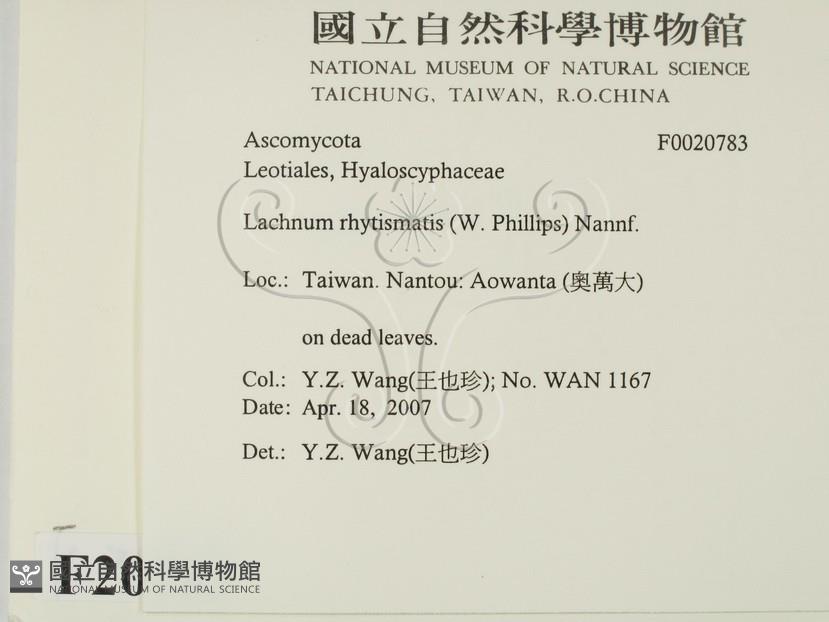 國立自然科學博物館
NATIONAL MUSEUM OF NATURAL SCIENCE
TAICHUNG, TAIWAN, R.O.CHINA
Ascomycota F0020783
Leotiales, Hyaloscyphaceae
Lachnum rhytismatis (W. Phillips) Nannf.
Loc.: Taiwan. Nantou: Aowanta (奧萬大)
on dead leaves.
Col.: Y.Z. Wang(王也珍); No. WAN 1167
Date: Apr. 18, 2007
Det.: Y.Z. Wang(王也珍)
F20
國立自然科學博物館
NATIONAL MUSEUM OF NATURAL SCIENCE